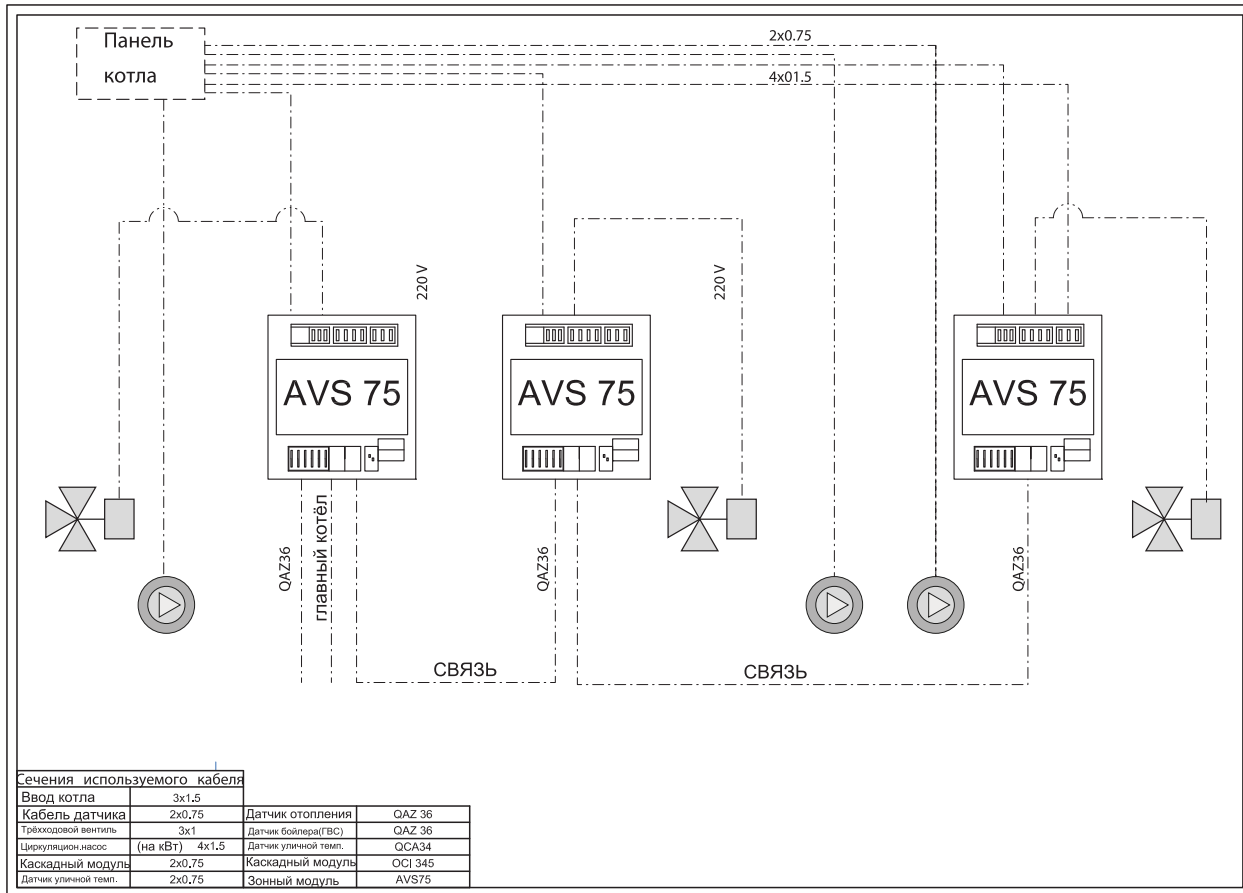 Панель
котла
2x0.75
4x01.5
220 V
220 V
AVS 75
AVS 75
AVS 75
QAZ36
главный котёл
QAZ36
QAZ36
СВЯЗЬ
СВЯЗЬ
Сечения используемого кабеля
Ввод котла 3x1.5
Кабель датчика 2x0.75 Датчик отопления QAZ 36
Трёхходовой вентиль 3x1 Датчик бойлера(ГВС) QAZ 36
Циркуляцион.насос (на кВт) 4x1.5 Датчик уличной темп. QCA34
Каскадный модуль 2x0.75 Каскадный модуль OCI 345
Датчик уличной темп. 2x0.75 Зонный модуль AVS75